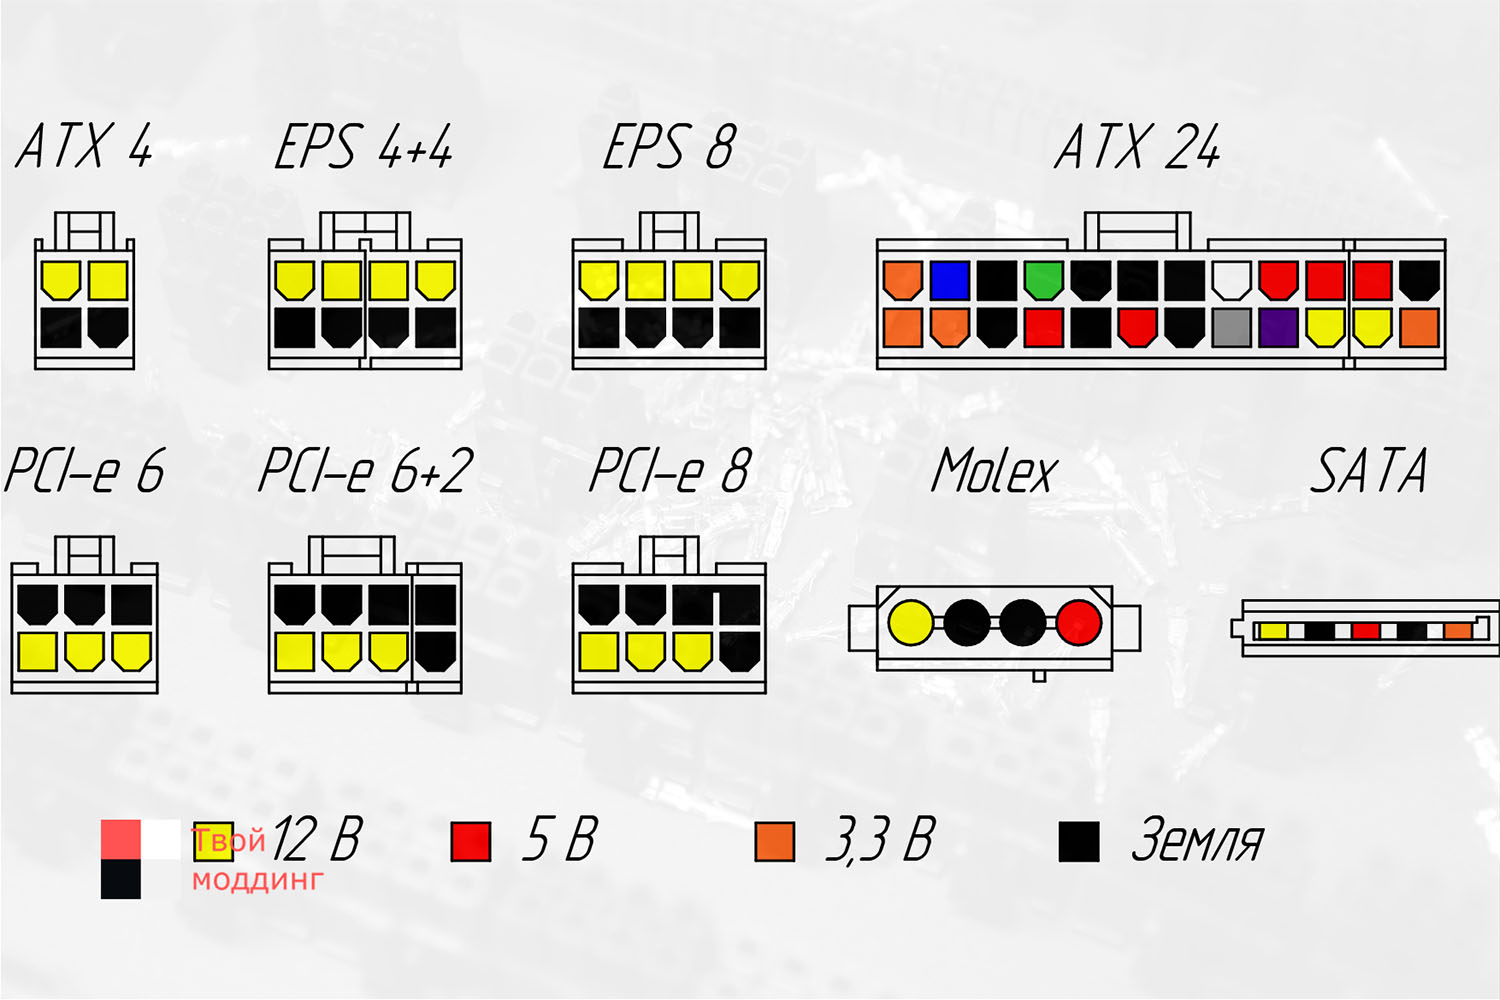 ATX 4
EPS 4+4
EPS 8
ATX 24
PCI-e 6
PCI-e 6+2
PCI-e 8
Molex
SATA
12 В
5 В
3,3 В
Земля
Твой
моддинг